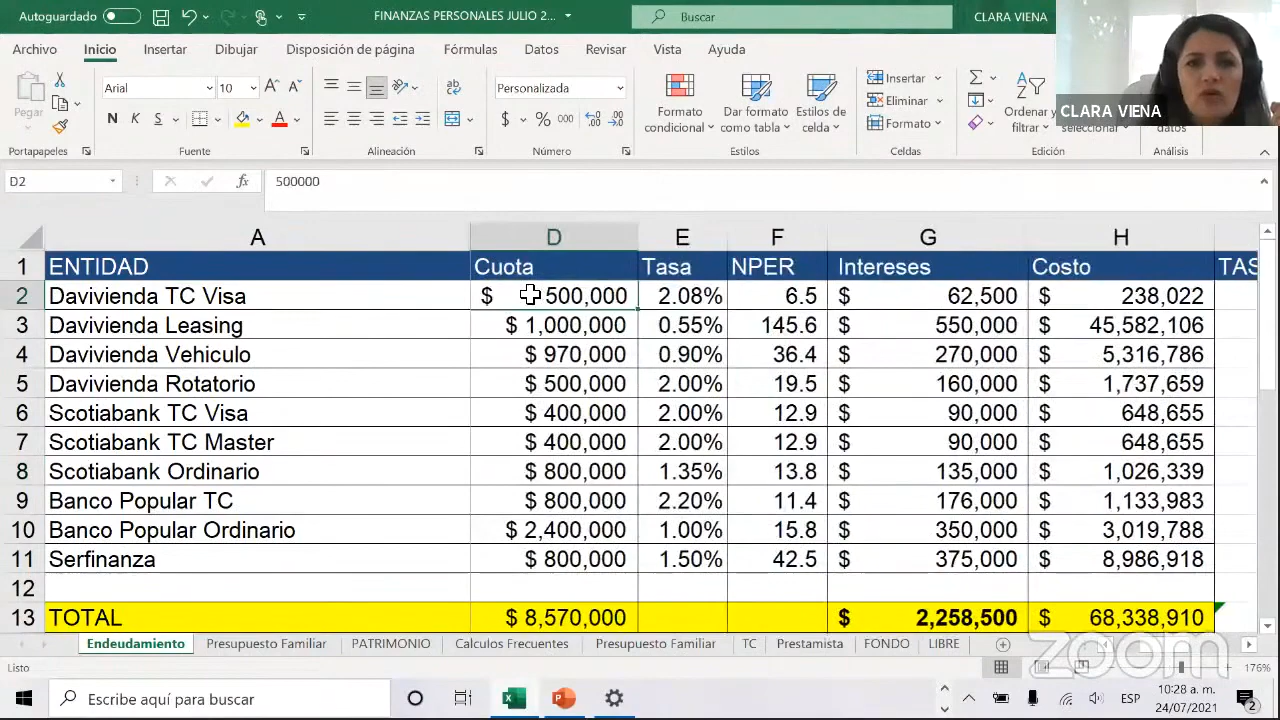 Autoguardado
FINANZAS PERSONALES JULIO 2...
Buscar
CLARA VIENA
Archivo Inicio Insertar Dibujar Disposición de página Fórmulas Datos Revisar Vista Ayuda
Pegar
Arial 10
N K S
Personalizada
$ % 000
Formato condicional
Dar formato como tabla
Estilos de celda
Insertar
Eliminar
Formato
Ordenar y filtrar
seleccionar
datos
CLARA VIENA
Portapapeles Fuente Alineación Número Estilos Celdas Edición Análisis
D2 fx 500000
A D E F G H
1 ENTIDAD Cuota Tasa NPER Intereses Costo TAS
2 Davivienda TC Visa $ 500,000 2.08% 6.5 $ 62,500 $ 238,022
3 Davivienda Leasing $ 1,000,000 0.55% 145.6 $ 550,000 $ 45,582,106
4 Davivienda Vehiculo $ 970,000 0.90% 36.4 $ 270,000 $ 5,316,786
5 Davivienda Rotatorio $ 500,000 2.00% 19.5 $ 160,000 $ 1,737,659
6 Scotiabank TC Visa $ 400,000 2.00% 12.9 $ 90,000 $ 648,655
7 Scotiabank TC Master $ 400,000 2.00% 12.9 $ 90,000 $ 648,655
8 Scotiabank Ordinario $ 800,000 1.35% 13.8 $ 135,000 $ 1,026,339
9 Banco Popular TC $ 800,000 2.20% 11.4 $ 176,000 $ 1,133,983
10 Banco Popular Ordinario $ 2,400,000 1.00% 15.8 $ 350,000 $ 3,019,788
11 Serfinanza $ 800,000 1.50% 42.5 $ 375,000 $ 8,986,918
12
13 TOTAL $ 8,570,000 $ 2,258,500 $ 68,338,910
Endeudamiento Presupuesto Familiar PATRIMONIO Calculos Frecuentes Presupuesto Familiar TC Prestamista FONDO LIBRE
zoom
Listo
176%
Escribe aquí para buscar
ESP
10:28 a. m.
24/07/2021
2